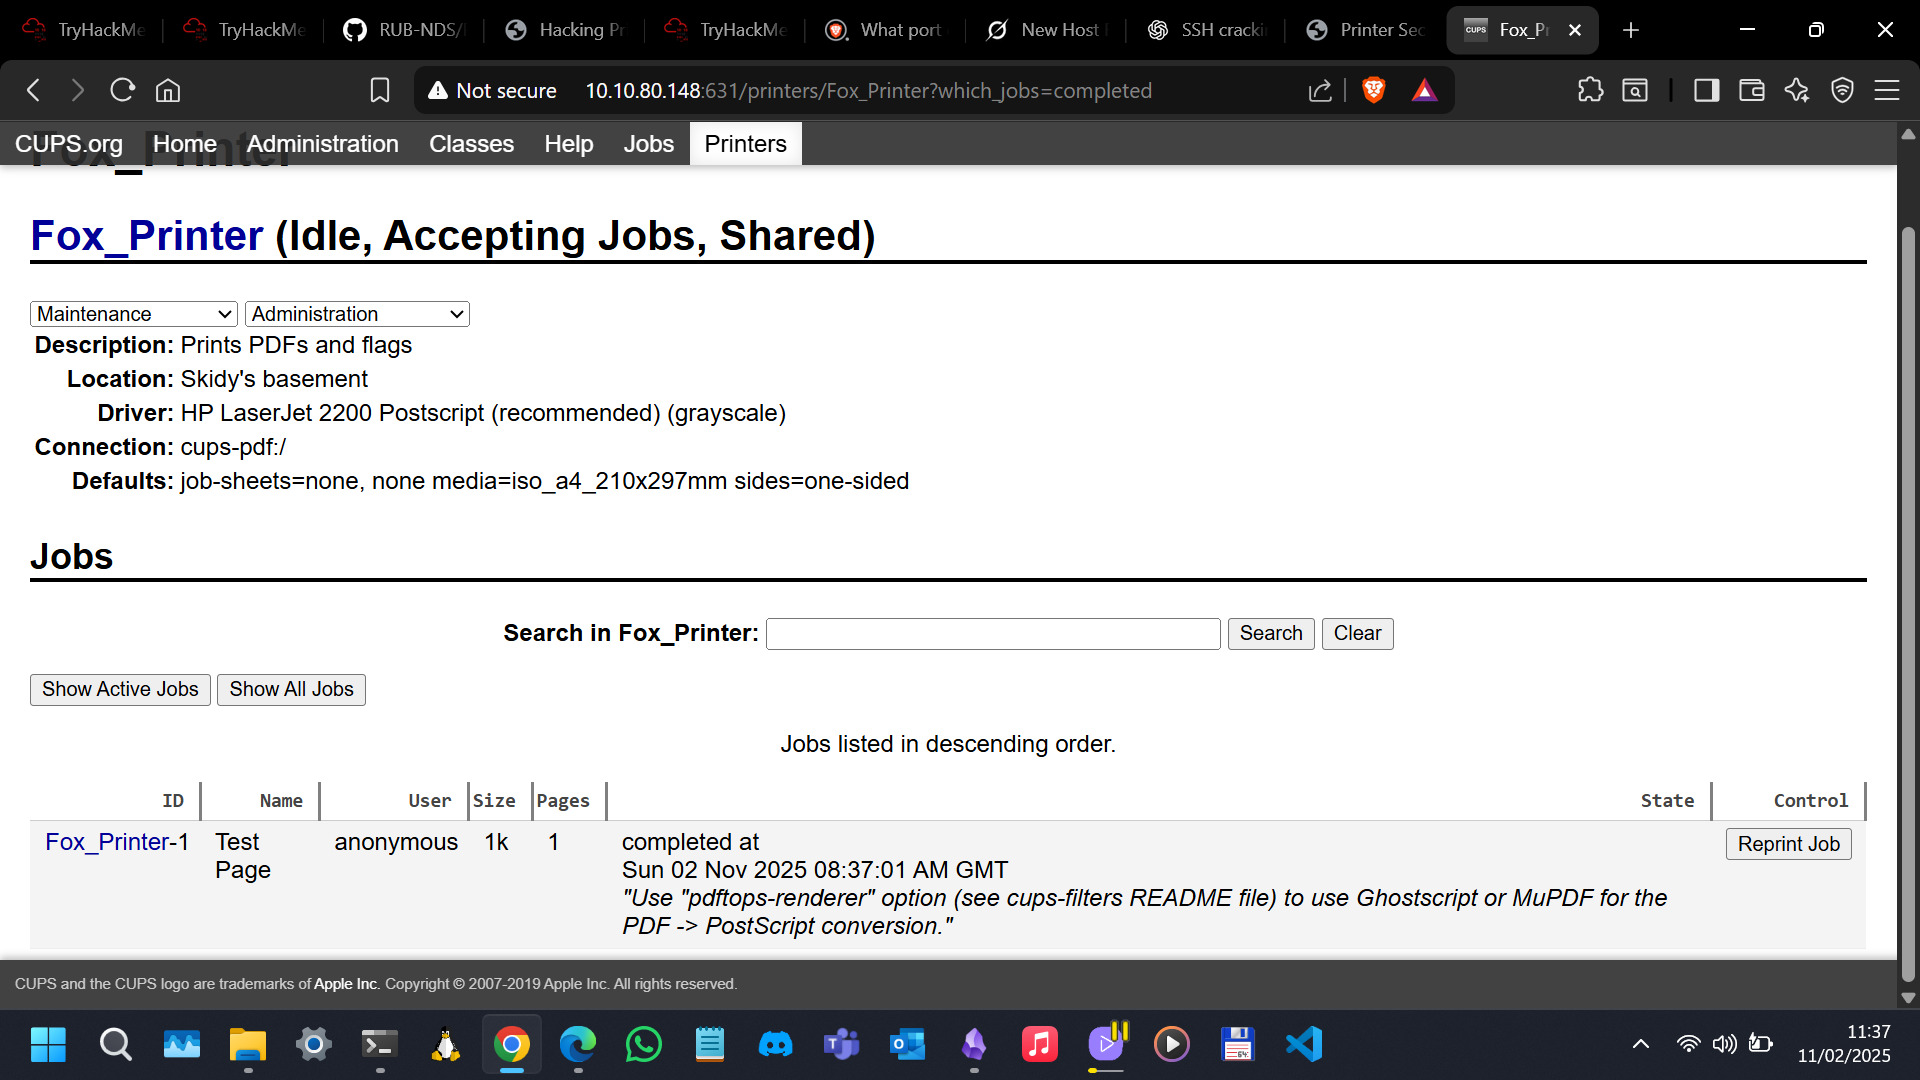 TryHackMe
TryHackMe
RUB-NDS/
Hacking Pr
TryHackMe
What port
New Host
SSH cracki
Printer Sec
CUPS
Fox_Pr
Not secure
10.10.80.148:631/printers/Fox_Printer?which_jobs=completed
CUPS.org Home Administration Classes Help Jobs Printers
Fox_Printer
Fox_Printer (Idle, Accepting Jobs, Shared)
Maintenance Administration
Description: Prints PDFs and flags
Location: Skidy's basement
Driver: HP LaserJet 2200 Postscript (recommended) (grayscale)
Connection: cups-pdf:/
Defaults: job-sheets=none, none media=iso_a4_210x297mm sides=one-sided
Jobs
Search in Fox_Printer: Search Clear
Show Active Jobs Show All Jobs
Jobs listed in descending order.
ID Name User Size Pages State Control
Fox_Printer-1 Test Page anonymous 1k 1 completed at
Sun 02 Nov 2025 08:37:01 AM GMT
"Use "pdftops-renderer" option (see cups-filters README file) to use Ghostscript or MuPDF for the
PDF -> PostScript conversion."
Reprint Job
CUPS and the CUPS logo are trademarks of Apple Inc. Copyright © 2007-2019 Apple Inc. All rights reserved.
64
11:37
11/02/2025